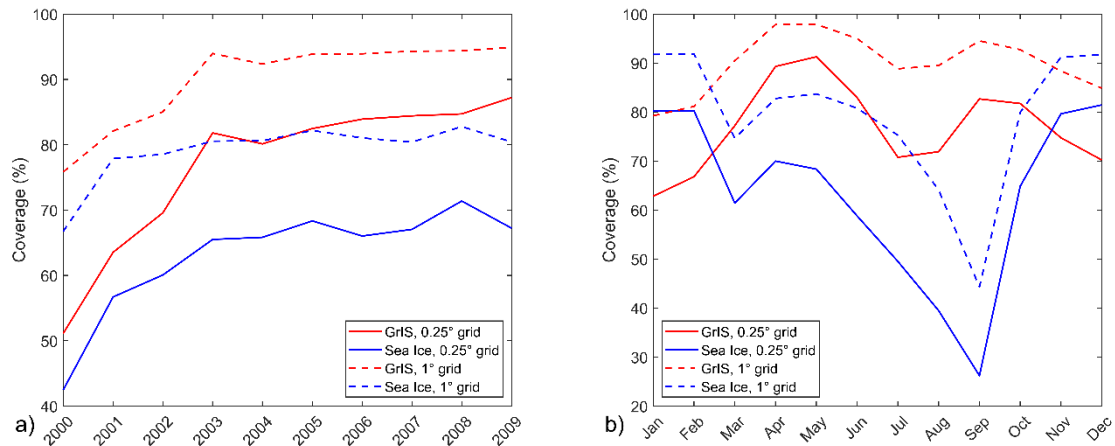 100
90
80
70
60
50
40
Coverage (%)
2000
2001
2002
2003
2004
2005
2006
2007
2008
2009
GrIS, 0.25° grid
Sea Ice, 0.25° grid
GrIS, 1° grid
Sea Ice, 1° grid
a)
100
90
80
70
60
50
40
30
20
Coverage (%)
Jan
Feb
Mar
Apr
May
Jun
Jul
Aug
Sep
Oct
Nov
Dec
GrIS, 0.25° grid
Sea Ice, 0.25° grid
GrIS, 1° grid
Sea Ice, 1° grid
b)